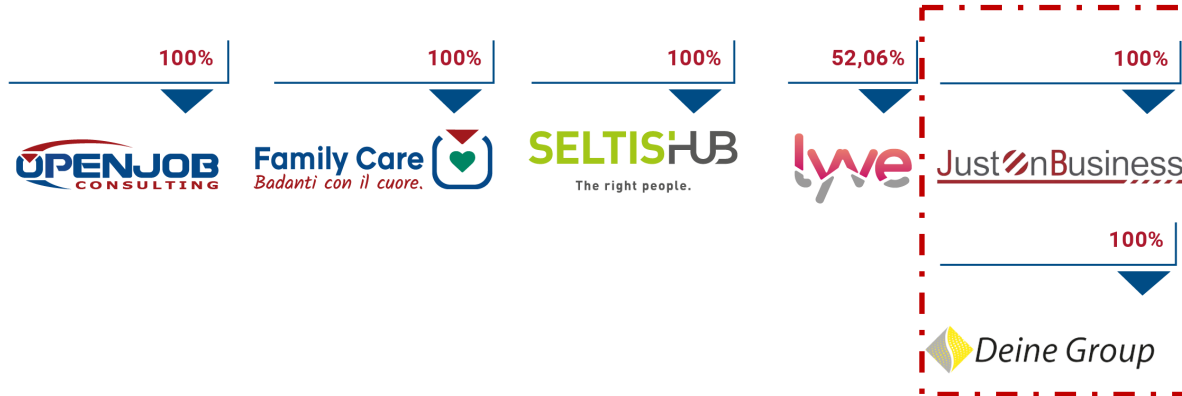 100%
100%
100%
52,06%
100%
OPENJOB
CONSULTING
Family Care
Badanti con il cuore.
SELTISHUB
The right people.
lyve
JustOnBusiness
100%
Deine Group